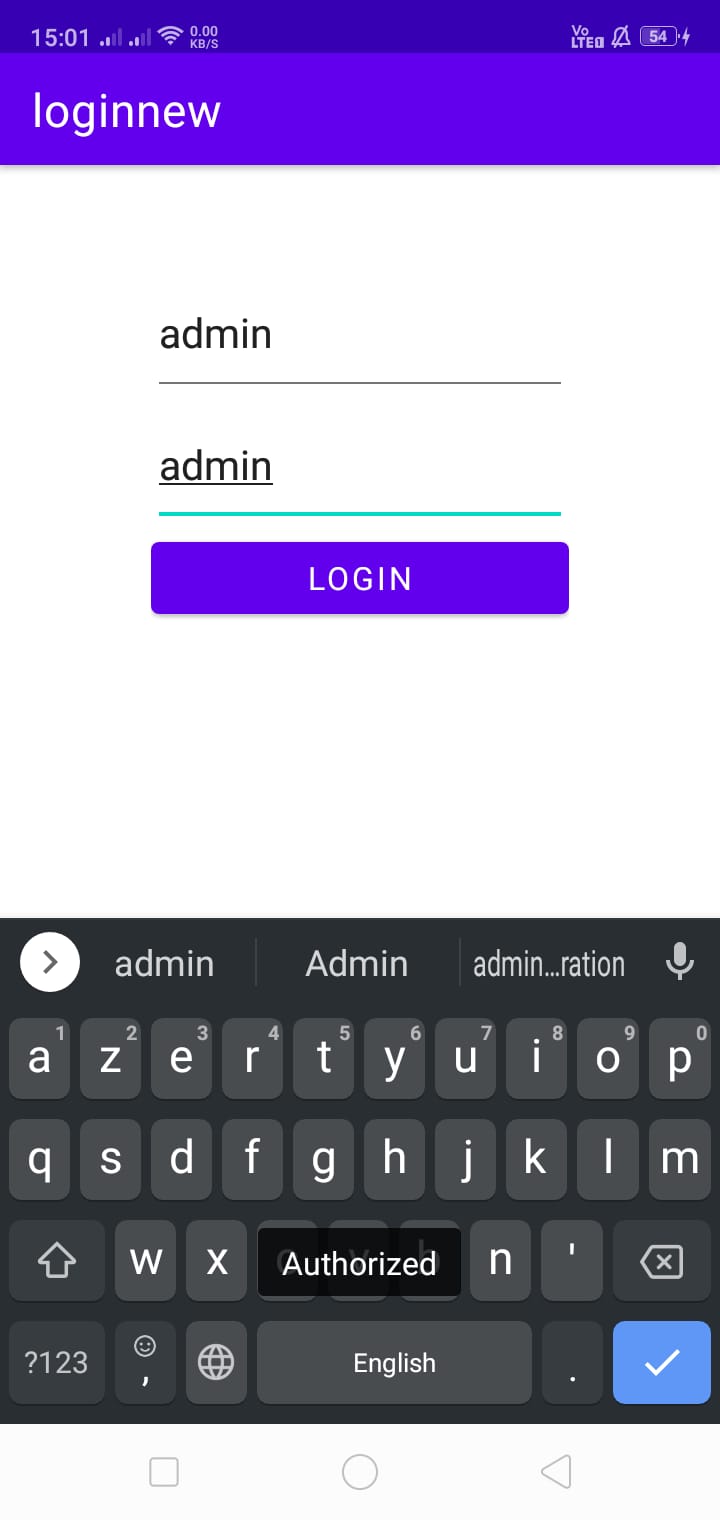 15:01 0.00 KB/S Vo LTE 54
loginnew
admin
admin
LOGIN
admin Admin admin...ration
a 1 z 2 e 3 r 4 t 5 y 6 u 7 i 8 o 9 p 0
q s d f g h j k l m
w x Authorized n '
?123 , English .